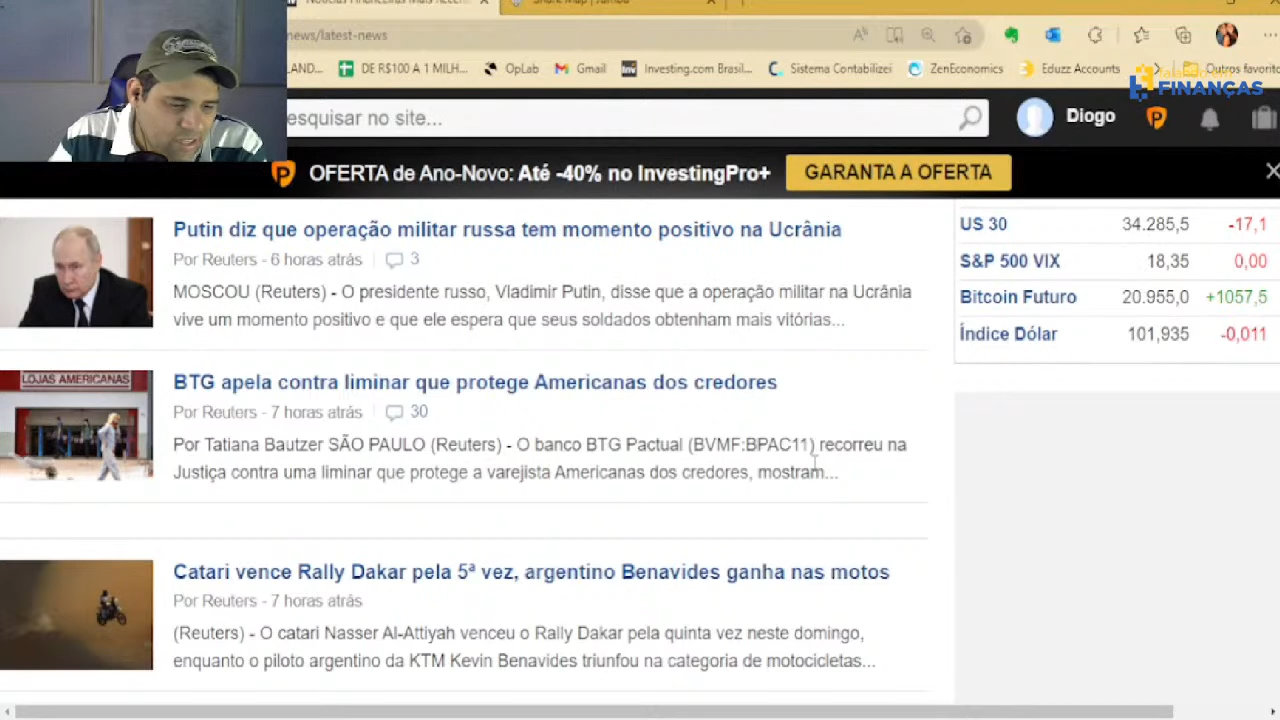 Notícias Financeiras Mais Recen
Share Map | Jambu
news/latest-news
LAND...
DE R$100 A 1 MILH...
OpLab
Gmail
Investing.com Brasil...
Sistema Contabilizei
ZenEconomics
Eduzz Accounts
Outros favorito
FINANÇAS
esquisar no site...
Diogo
OFERTA de Ano-Novo: Até -40% no InvestingPro+
GARANTA A OFERTA
Putin diz que operação militar russa tem momento positivo na Ucrânia
Por Reuters - 6 horas atrás 3
MOSCOU (Reuters) - O presidente russo, Vladimir Putin, disse que a operação militar na Ucrânia
vive um momento positivo e que ele espera que seus soldados obtenham mais vitórias...
LOJAS AMERICANAS
BTG apela contra liminar que protege Americanas dos credores
Por Reuters - 7 horas atrás 30
Por Tatiana Bautzer SÃO PAULO (Reuters) - O banco BTG Pactual (BVMF:BPAC11) recorreu na
Justiça contra uma liminar que protege a varejista Americanas dos credores, mostram...
Catari vence Rally Dakar pela 5ª vez, argentino Benavides ganha nas motos
Por Reuters - 7 horas atrás
(Reuters) - O catari Nasser Al-Attiyah venceu o Rally Dakar pela quinta vez neste domingo,
enquanto o piloto argentino da KTM Kevin Benavides triunfou na categoria de motocicletas...
US 30 34.285,5 -17,1
S&P 500 VIX 18,35 0,00
Bitcoin Futuro 20.955,0 +1057,5
Índice Dólar 101,935 -0,011